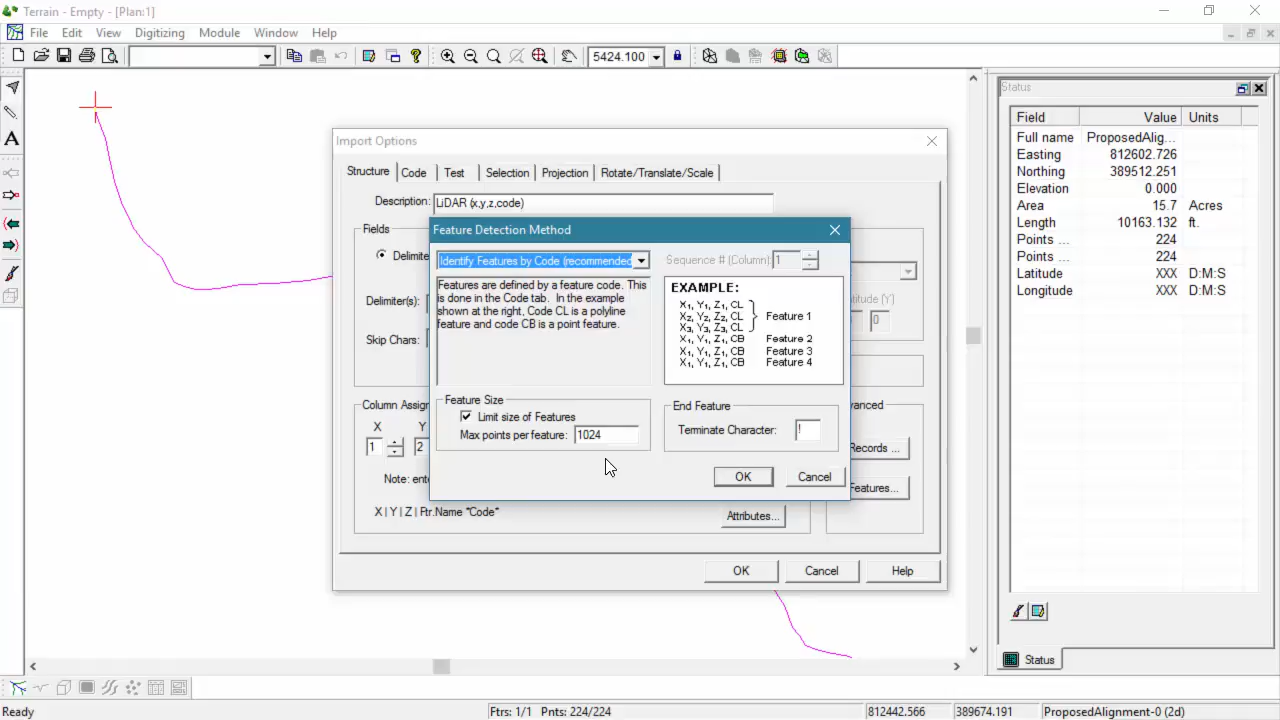 Terrain - Empty - [Plan:1]
File Edit View Digitizing Module Window Help
5424.100
A
Import Options
Structure Code Test Selection Projection Rotate/Translate/Scale
Description: LiDAR (x,y,z,code)
Fields
Delimite
Delimiter(s):
Skip Chars:
titude (Y)
0
Column Assign
X Y
1 2
Note: ente
X | Y | Z | Ftr.Name "Code"
Attributes...
vanced
Records ...
Features...
OK Cancel Help
Feature Detection Method
Identify Features by Code (recommended
Sequence # (Column): 1
Features are defined by a feature code. This
is done in the Code tab. In the example
shown at the right, Code CL is a polyline
feature and code CB is a point feature.
EXAMPLE:
X1, Y1, Z1, CL
X2, Y2, Z2, CL Feature 1
X3, Y3, Z3, CL
X1, Y1, Z1, CB Feature 2
X1, Y1, Z1, CB Feature 3
X1, Y1, Z1, CB Feature 4
Feature Size
Limit size of Features
Max points per feature: 1024
End Feature
Terminate Character: !
OK Cancel
Status
Field Value Units
Full name ProposedAlig...
Easting 812602.726
Northing 389512.251
Elevation 0.000
Area 15.7 Acres
Length 10163.132 ft.
Points ... 224
Points ... 224
Latitude XXX D:M:S
Longitude XXX D:M:S
Status
Ready
Ftrs: 1/1 Pnts: 224/224
812442.566
389674.191
ProposedAlignment-0 (2d)